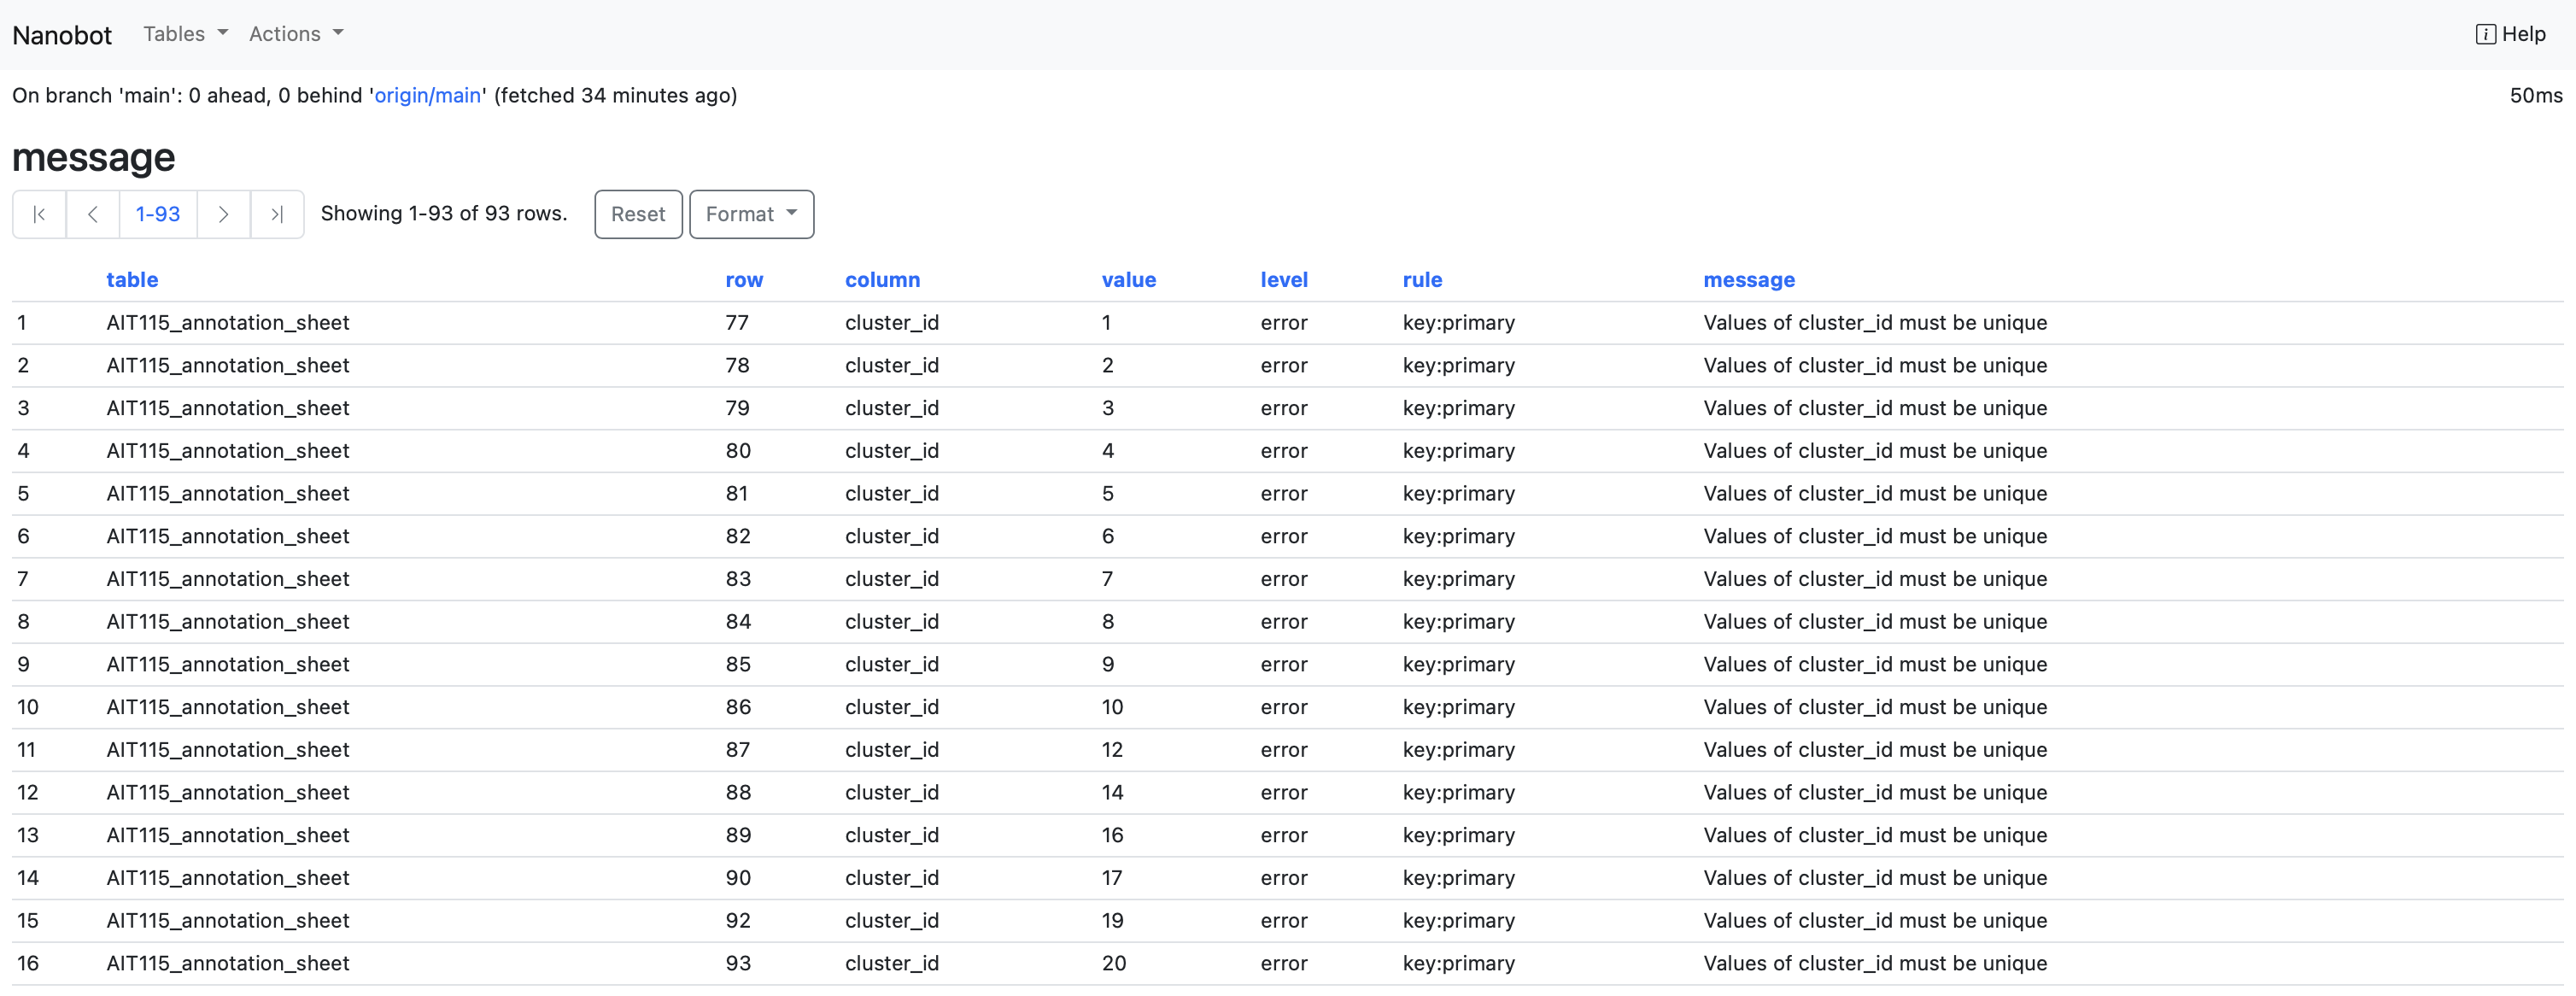 Nanobot Tables Actions Help
On branch 'main': 0 ahead, 0 behind 'origin/main' (fetched 34 minutes ago) 50ms
message
1-93 Showing 1-93 of 93 rows. Reset Format
table row column value level rule message
1 AIT115_annotation_sheet 77 cluster_id 1 error key:primary Values of cluster_id must be unique
2 AIT115_annotation_sheet 78 cluster_id 2 error key:primary Values of cluster_id must be unique
3 AIT115_annotation_sheet 79 cluster_id 3 error key:primary Values of cluster_id must be unique
4 AIT115_annotation_sheet 80 cluster_id 4 error key:primary Values of cluster_id must be unique
5 AIT115_annotation_sheet 81 cluster_id 5 error key:primary Values of cluster_id must be unique
6 AIT115_annotation_sheet 82 cluster_id 6 error key:primary Values of cluster_id must be unique
7 AIT115_annotation_sheet 83 cluster_id 7 error key:primary Values of cluster_id must be unique
8 AIT115_annotation_sheet 84 cluster_id 8 error key:primary Values of cluster_id must be unique
9 AIT115_annotation_sheet 85 cluster_id 9 error key:primary Values of cluster_id must be unique
10 AIT115_annotation_sheet 86 cluster_id 10 error key:primary Values of cluster_id must be unique
11 AIT115_annotation_sheet 87 cluster_id 12 error key:primary Values of cluster_id must be unique
12 AIT115_annotation_sheet 88 cluster_id 14 error key:primary Values of cluster_id must be unique
13 AIT115_annotation_sheet 89 cluster_id 16 error key:primary Values of cluster_id must be unique
14 AIT115_annotation_sheet 90 cluster_id 17 error key:primary Values of cluster_id must be unique
15 AIT115_annotation_sheet 92 cluster_id 19 error key:primary Values of cluster_id must be unique
16 AIT115_annotation_sheet 93 cluster_id 20 error key:primary Values of cluster_id must be unique